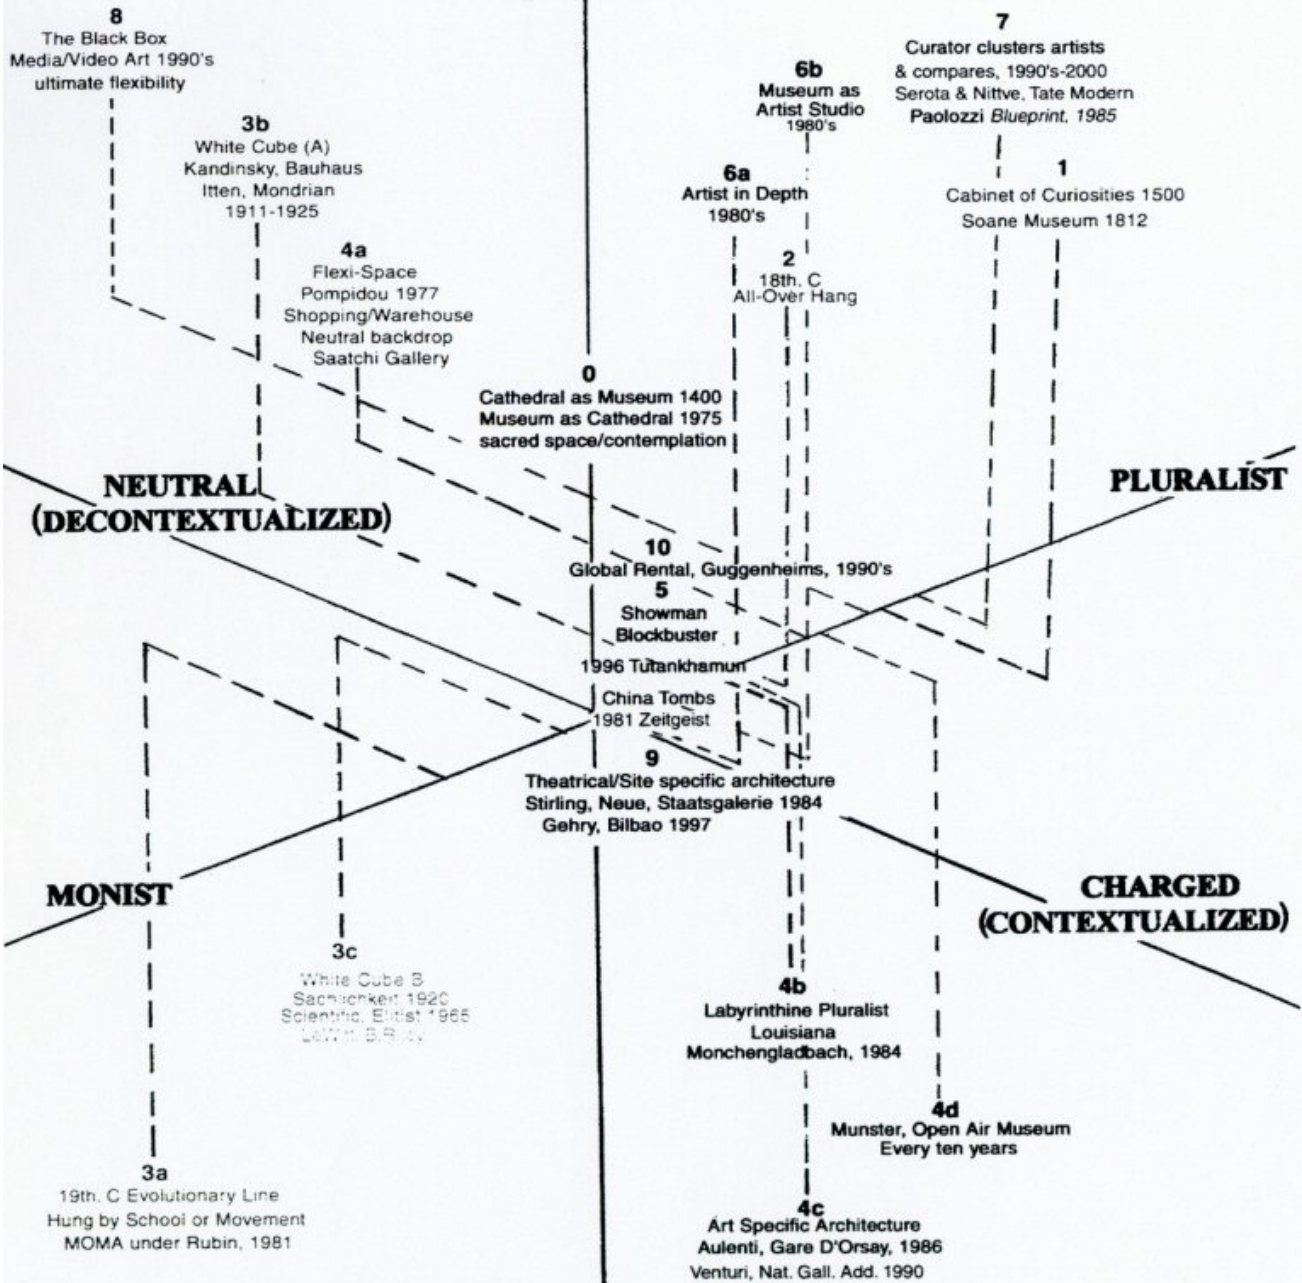 8
The Black Box
Media/Video Art 1990's
ultimate flexibility
3b
White Cube (A)
Kandinsky, Bauhaus
Itten, Mondrian
1911-1925
4a
Flexi-Space
Pompidou 1977
Shopping/Warehouse
Neutral backdrop
Saatchi Gallery
0
Cathedral as Museum 1400
Museum as Cathedral 1975
sacred space/contemplation
6b
Museum as
Artist Studio
1980's
6a
Artist in Depth
1980's
2
18th. C
All-Over Hang
7
Curator clusters artists
& compares, 1990's-2000
Serota & Nittve, Tate Modern
Paolozzi Blueprint, 1985
1
Cabinet of Curiosities 1500
Soane Museum 1812
NEUTRAL
(DECONTEXTUALIZED)
PLURALIST
10
Global Rental, Guggenheims, 1990's
5
Showman
Blockbuster
1996 Tutankhamun
China Tombs
1981 Zeitgeist
9
Theatrical/Site specific architecture
Stirling, Neue, Staatsgalerie 1984
Gehry, Bilbao 1997
MONIST
CHARGED
(CONTEXTUALIZED)
3c
White Cube B
Sachlichkeit 1920
Scientific, Elitist 1965
4b
Labyrinthine Pluralist
Louisiana
Monchengladbach, 1984
4d
Munster, Open Air Museum
Every ten years
3a
19th. C Evolutionary Line
Hung by School or Movement
MOMA under Rubin, 1981
4c
Art Specific Architecture
Aulenti, Gare D'Orsay, 1986
Venturi, Nat. Gall. Add. 1990